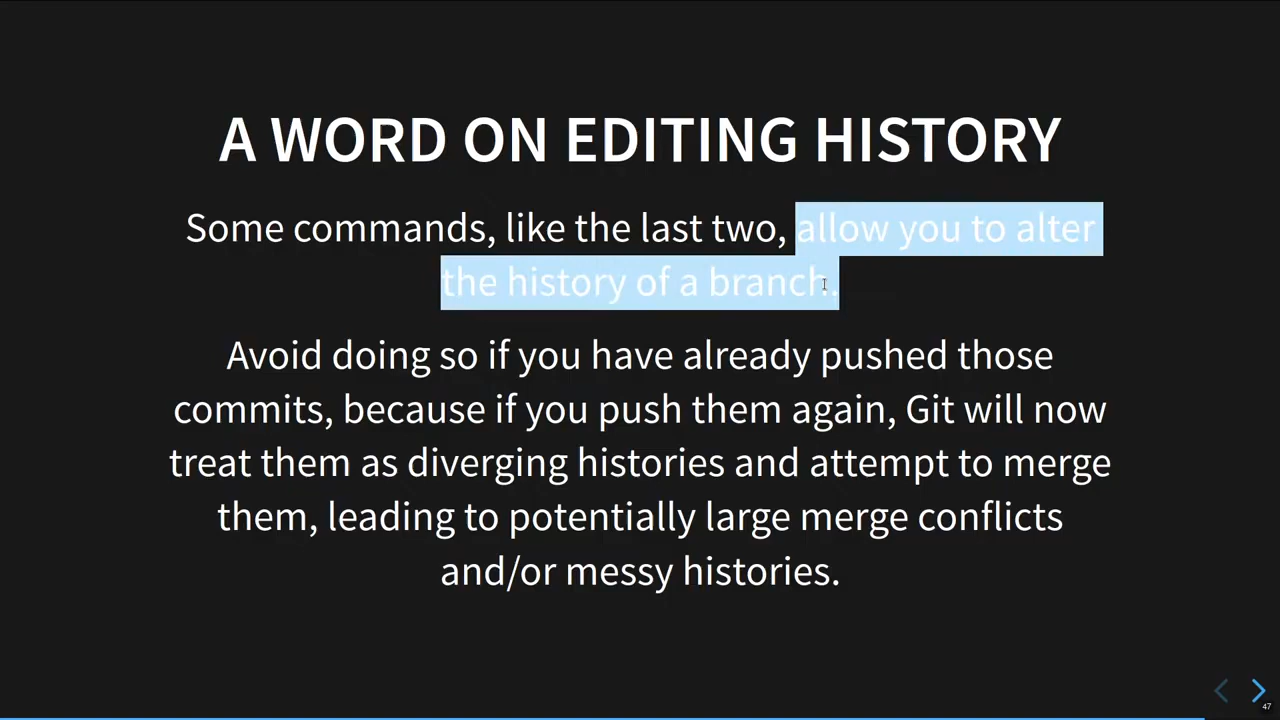 A WORD ON EDITING HISTORY
Some commands, like the last two, allow you to alter
the history of a branch.
Avoid doing so if you have already pushed those
commits, because if you push them again, Git will now
treat them as diverging histories and attempt to merge
them, leading to potentially large merge conflicts
and/or messy histories.
47